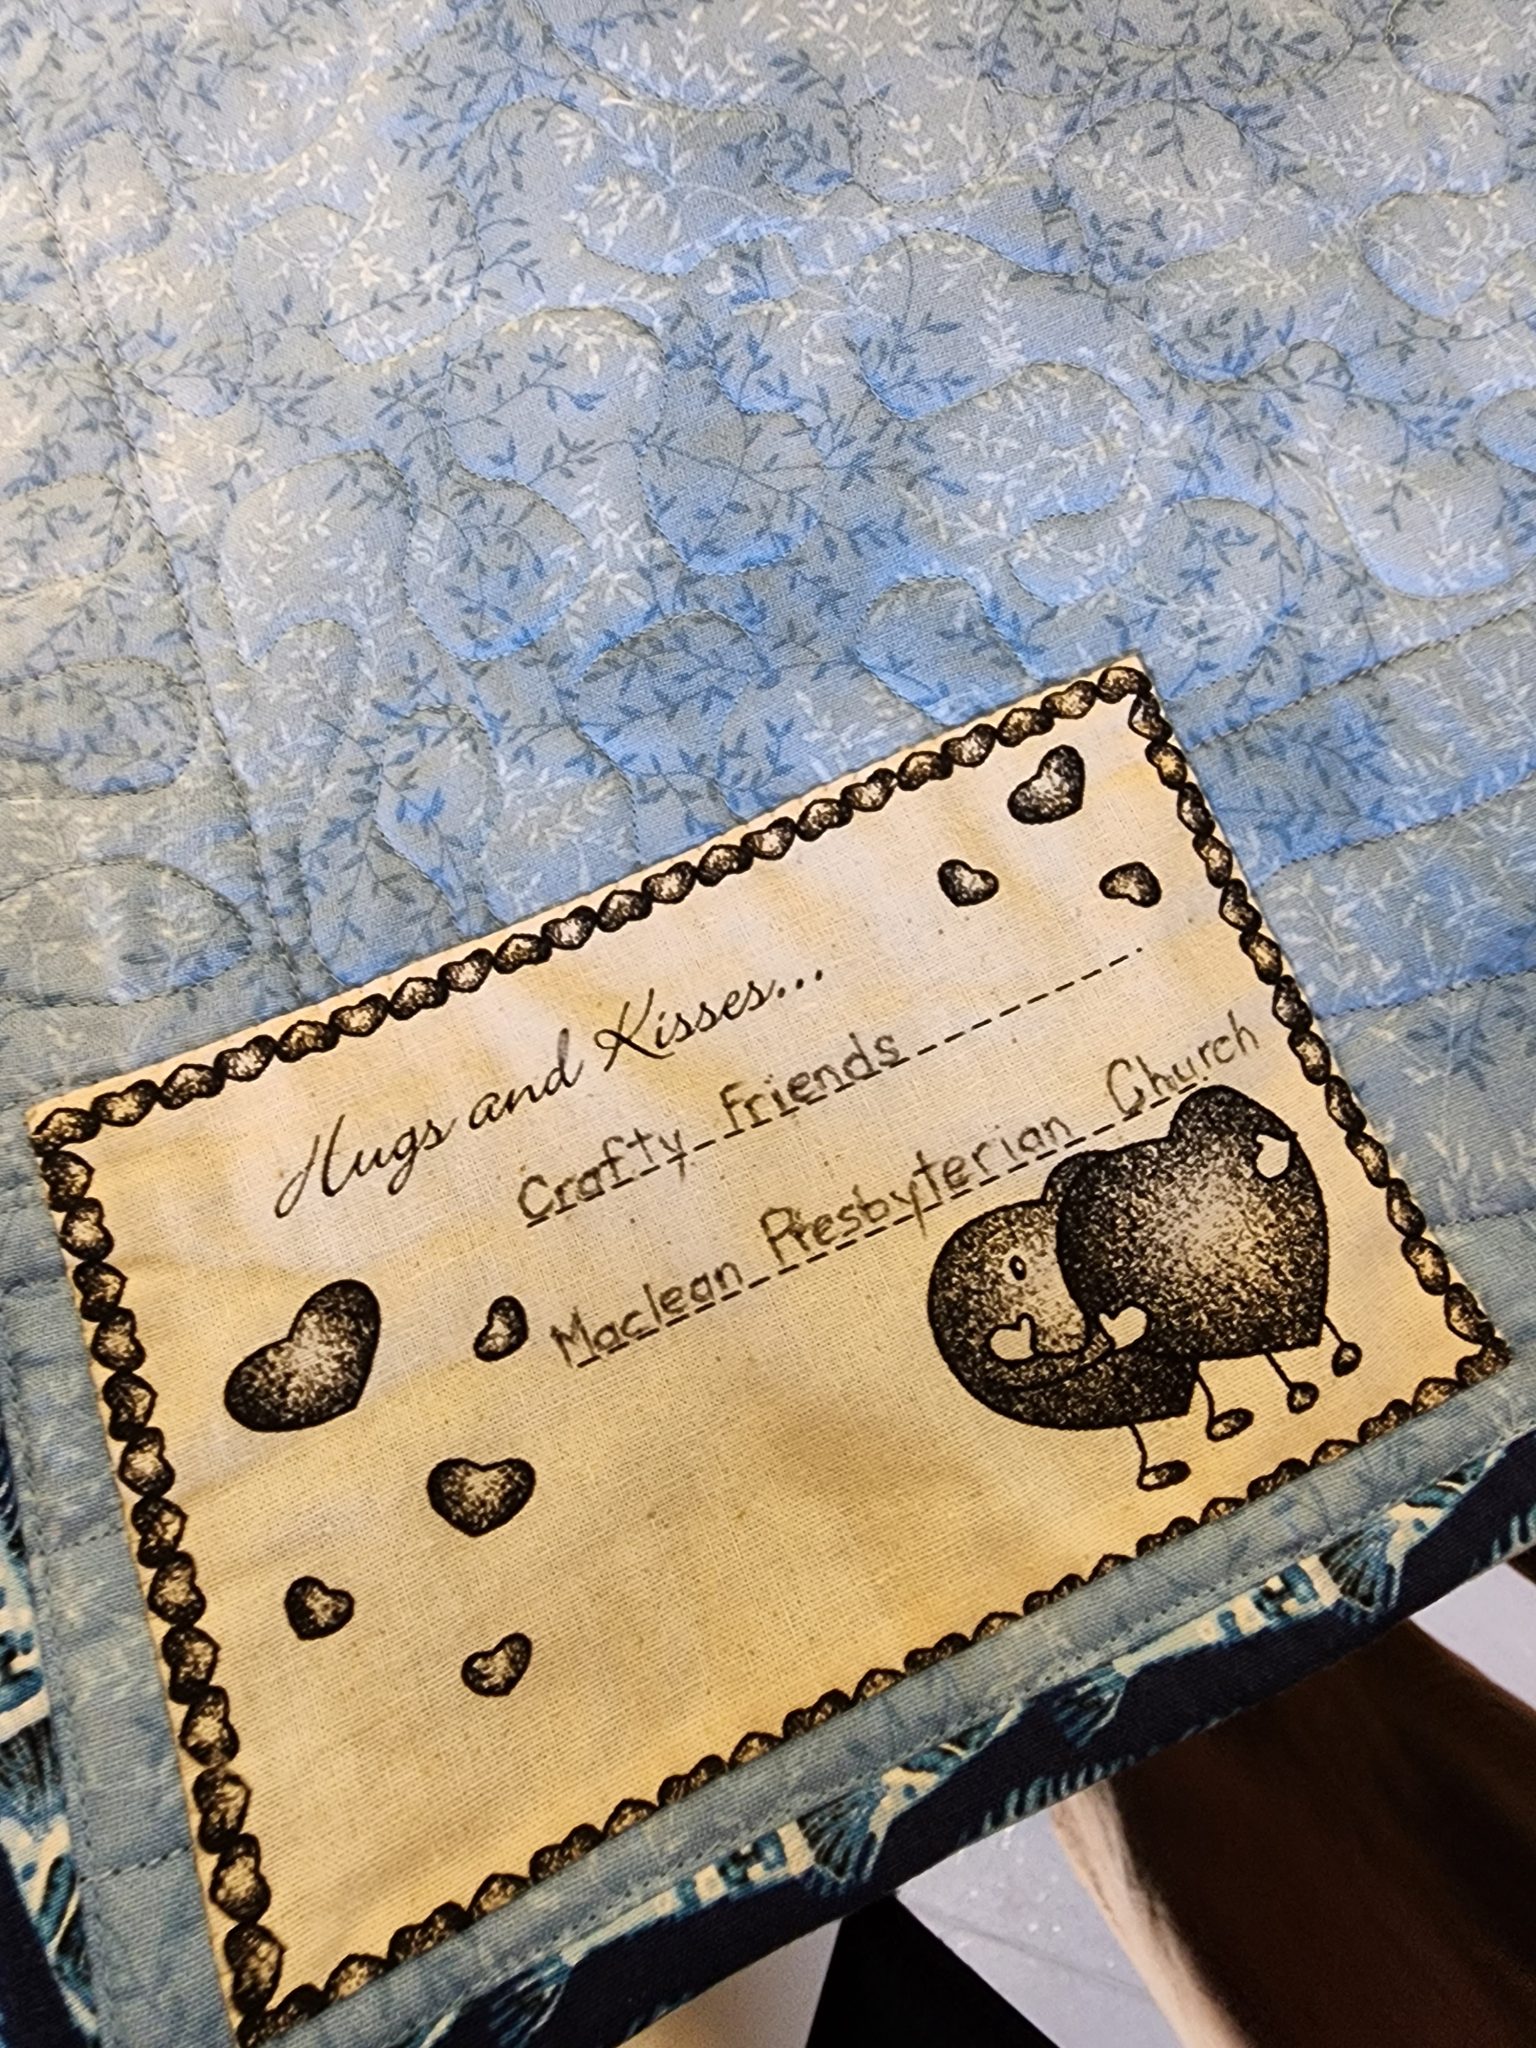 Hugs and Kisses...
Crafty Friends
Maclean Presbyterian Church